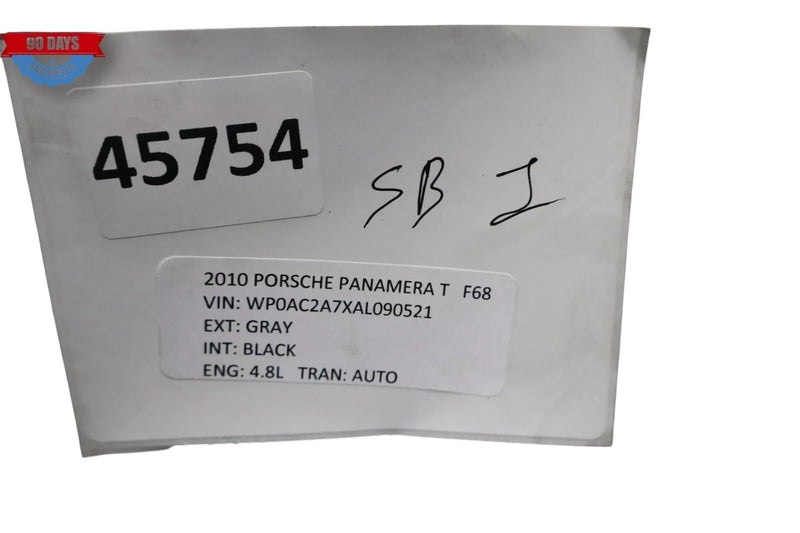 90 DAYS
45754
SB I
2010 PORSCHE PANAMERA T F68
VIN: WP0AC2A7XAL090521
EXT: GRAY
INT: BLACK
ENG: 4.8L TRAN: AUTO